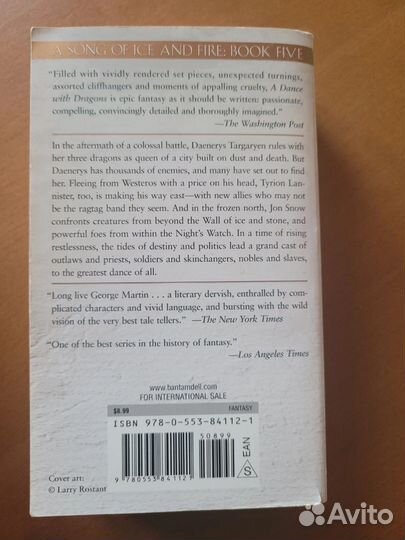 A SONG OF ICE AND FIRE: BOOK FIVE
“Filled with vividly rendered set pieces, unexpected turnings,
assorted cliffhangers and moments of appalling cruelty, A Dance
with Dragons is epic fantasy as it should be written: passionate,
compelling, convincingly detailed and thoroughly imagined.”
—The Washington Post
In the aftermath of a colossal battle, Daenerys Targaryen rules with
her three dragons as queen of a city built on dust and death. But
Daenerys has thousands of enemies, and many have set out to find
her. Fleeing from Westeros with a price on his head, Tyrion Lan-
nister, too, is making his way east—with new allies who may not
be the ragtag band they seem. And in the frozen north, Jon Snow
confronts creatures from beyond the Wall of ice and stone, and
powerful foes from within the Night’s Watch. In a time of rising
restlessness, the tides of destiny and politics lead a grand cast of
outlaws and priests, soldiers and skinchangers, nobles and slaves,
to the greatest dance of all.
“Long live George Martin . . . a literary dervish, enthralled by com-
plicated characters and vivid language, and bursting with the wild
vision of the very best tale tellers.” —The New York Times
“One of the best series in the history of fantasy.”
—Los Angeles Times
www.bantamdell.com
FOR INTERNATIONAL SALE
$8.99 FANTASY
ISBN 978-0-553-84112-1
50899
EAN
S
9 780553 841121
Cover art:
© Larry Rostant
Avito